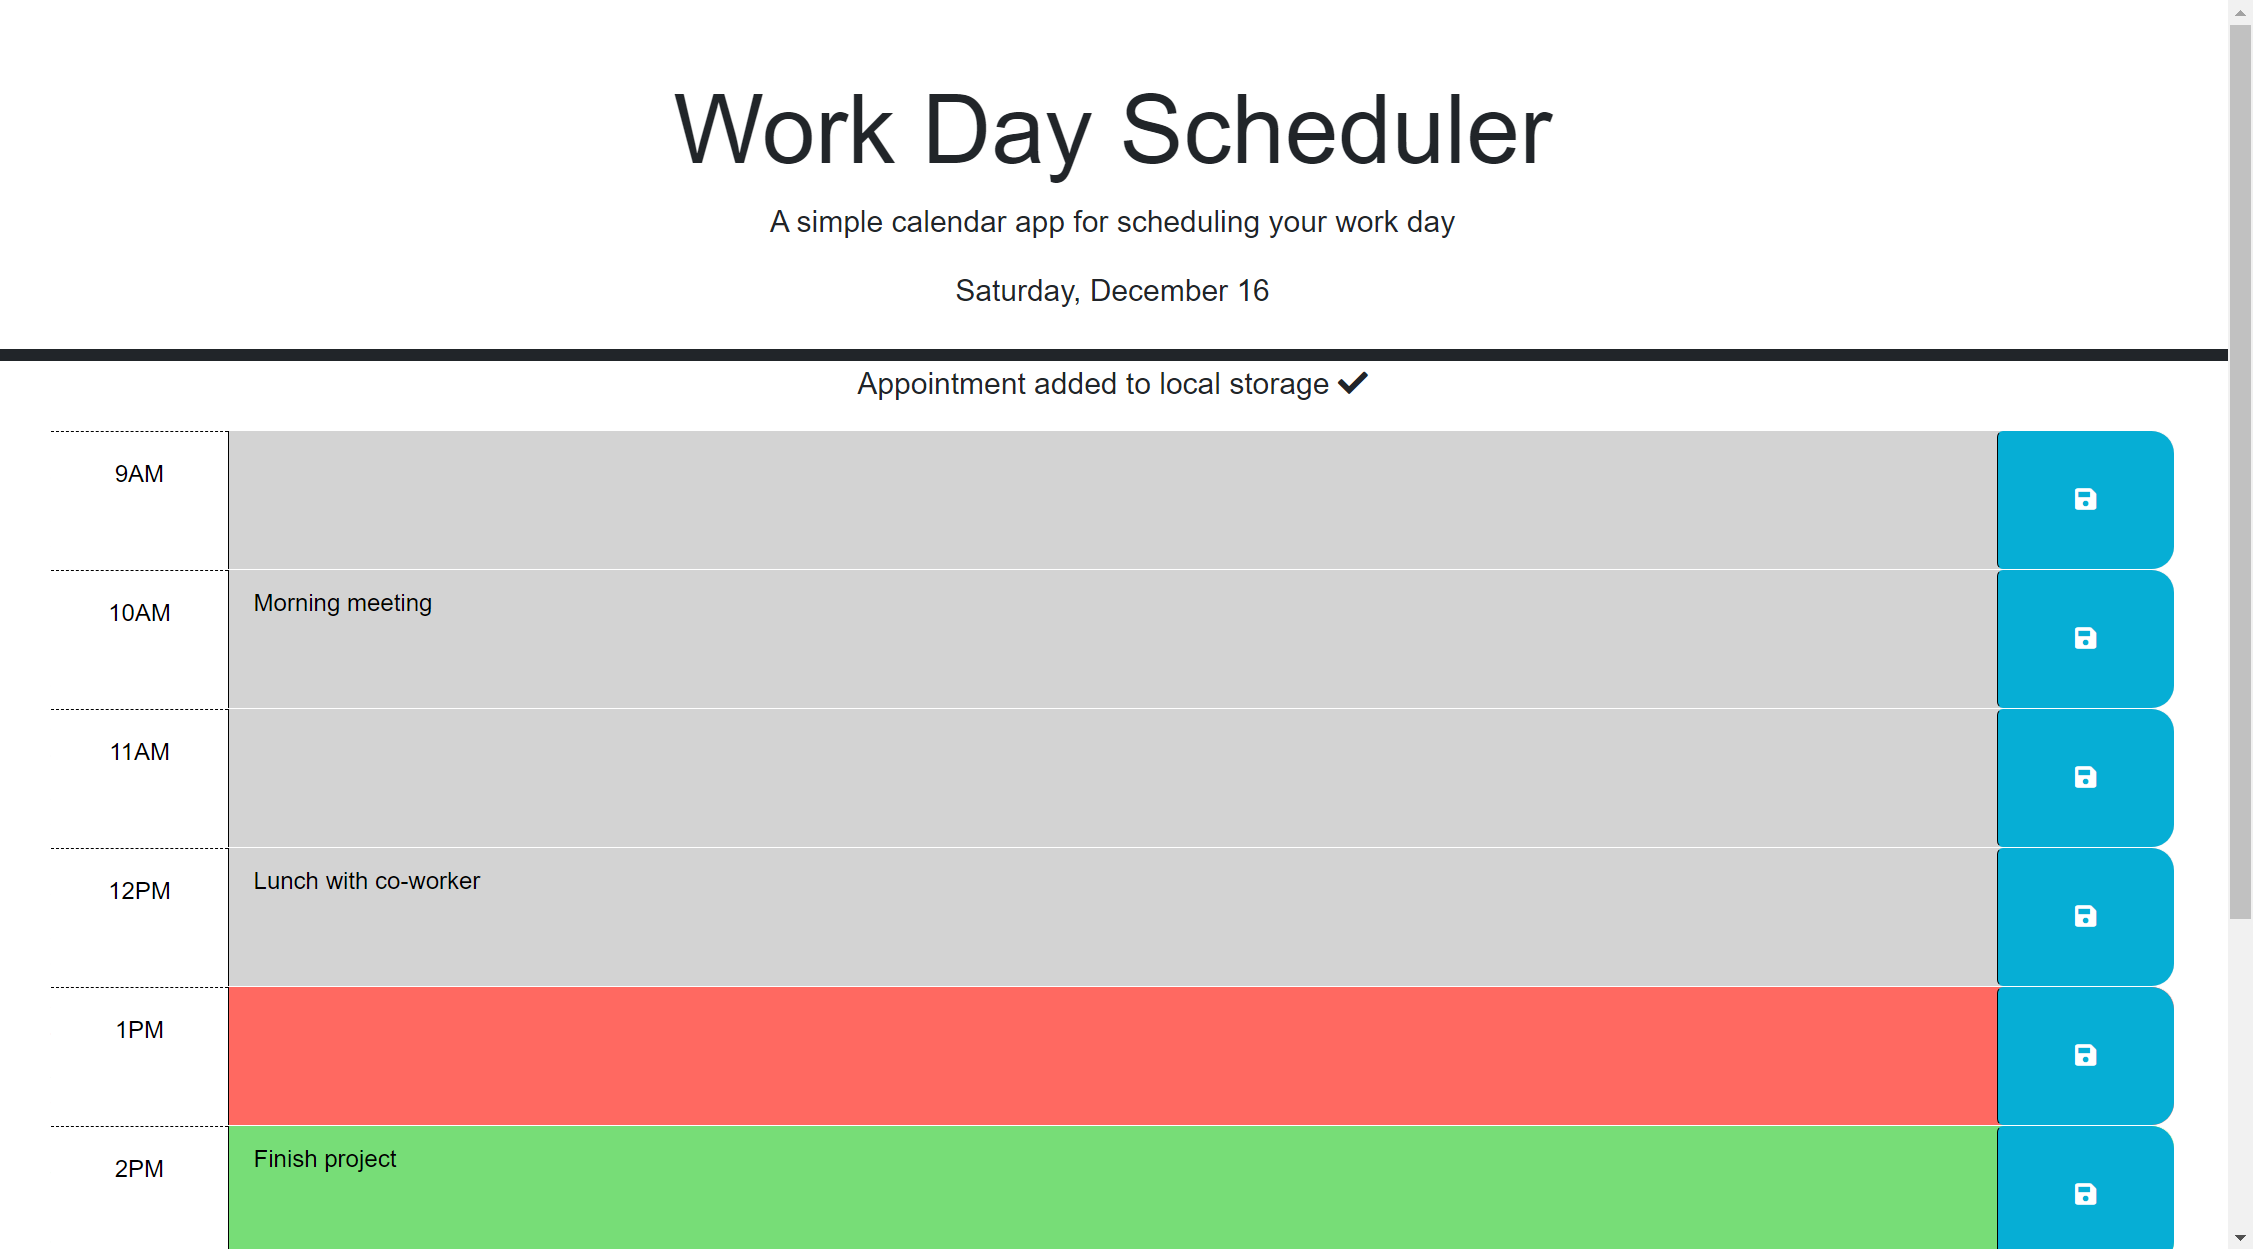 Work Day Scheduler
A simple calendar app for scheduling your work day
Saturday, December 16
Appointment added to local storage
9AM
10AM
Morning meeting
11AM
12PM
Lunch with co-worker
1PM
2PM
Finish project